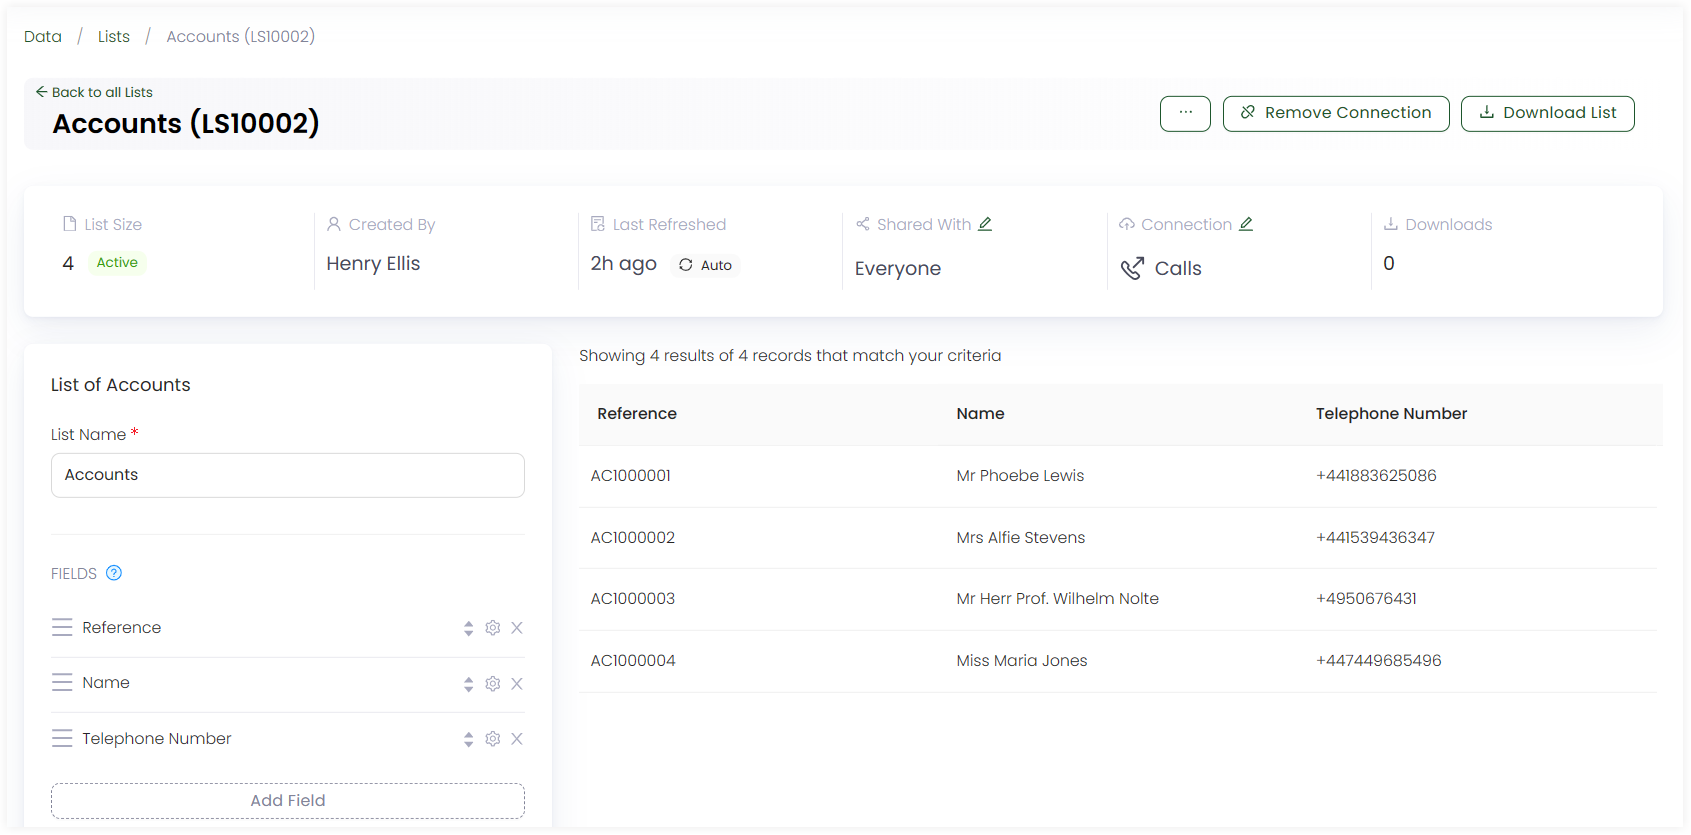 Data / Lists / Accounts (LS10002)
Back to all Lists
Accounts (LS10002)
... Remove Connection Download List
List Size Created By Last Refreshed Shared With Connection Downloads
4 Active Henry Ellis 2h ago Auto Everyone Calls 0
List of Accounts
List Name *
Accounts
FIELDS ?
Reference
Name
Telephone Number
Add Field
Showing 4 results of 4 records that match your criteria
Reference Name Telephone Number
AC1000001 Mr Phoebe Lewis +441883625086
AC1000002 Mrs Alfie Stevens +441539436347
AC1000003 Mr Herr Prof. Wilhelm Nolte +4950676431
AC1000004 Miss Maria Jones +447449685496